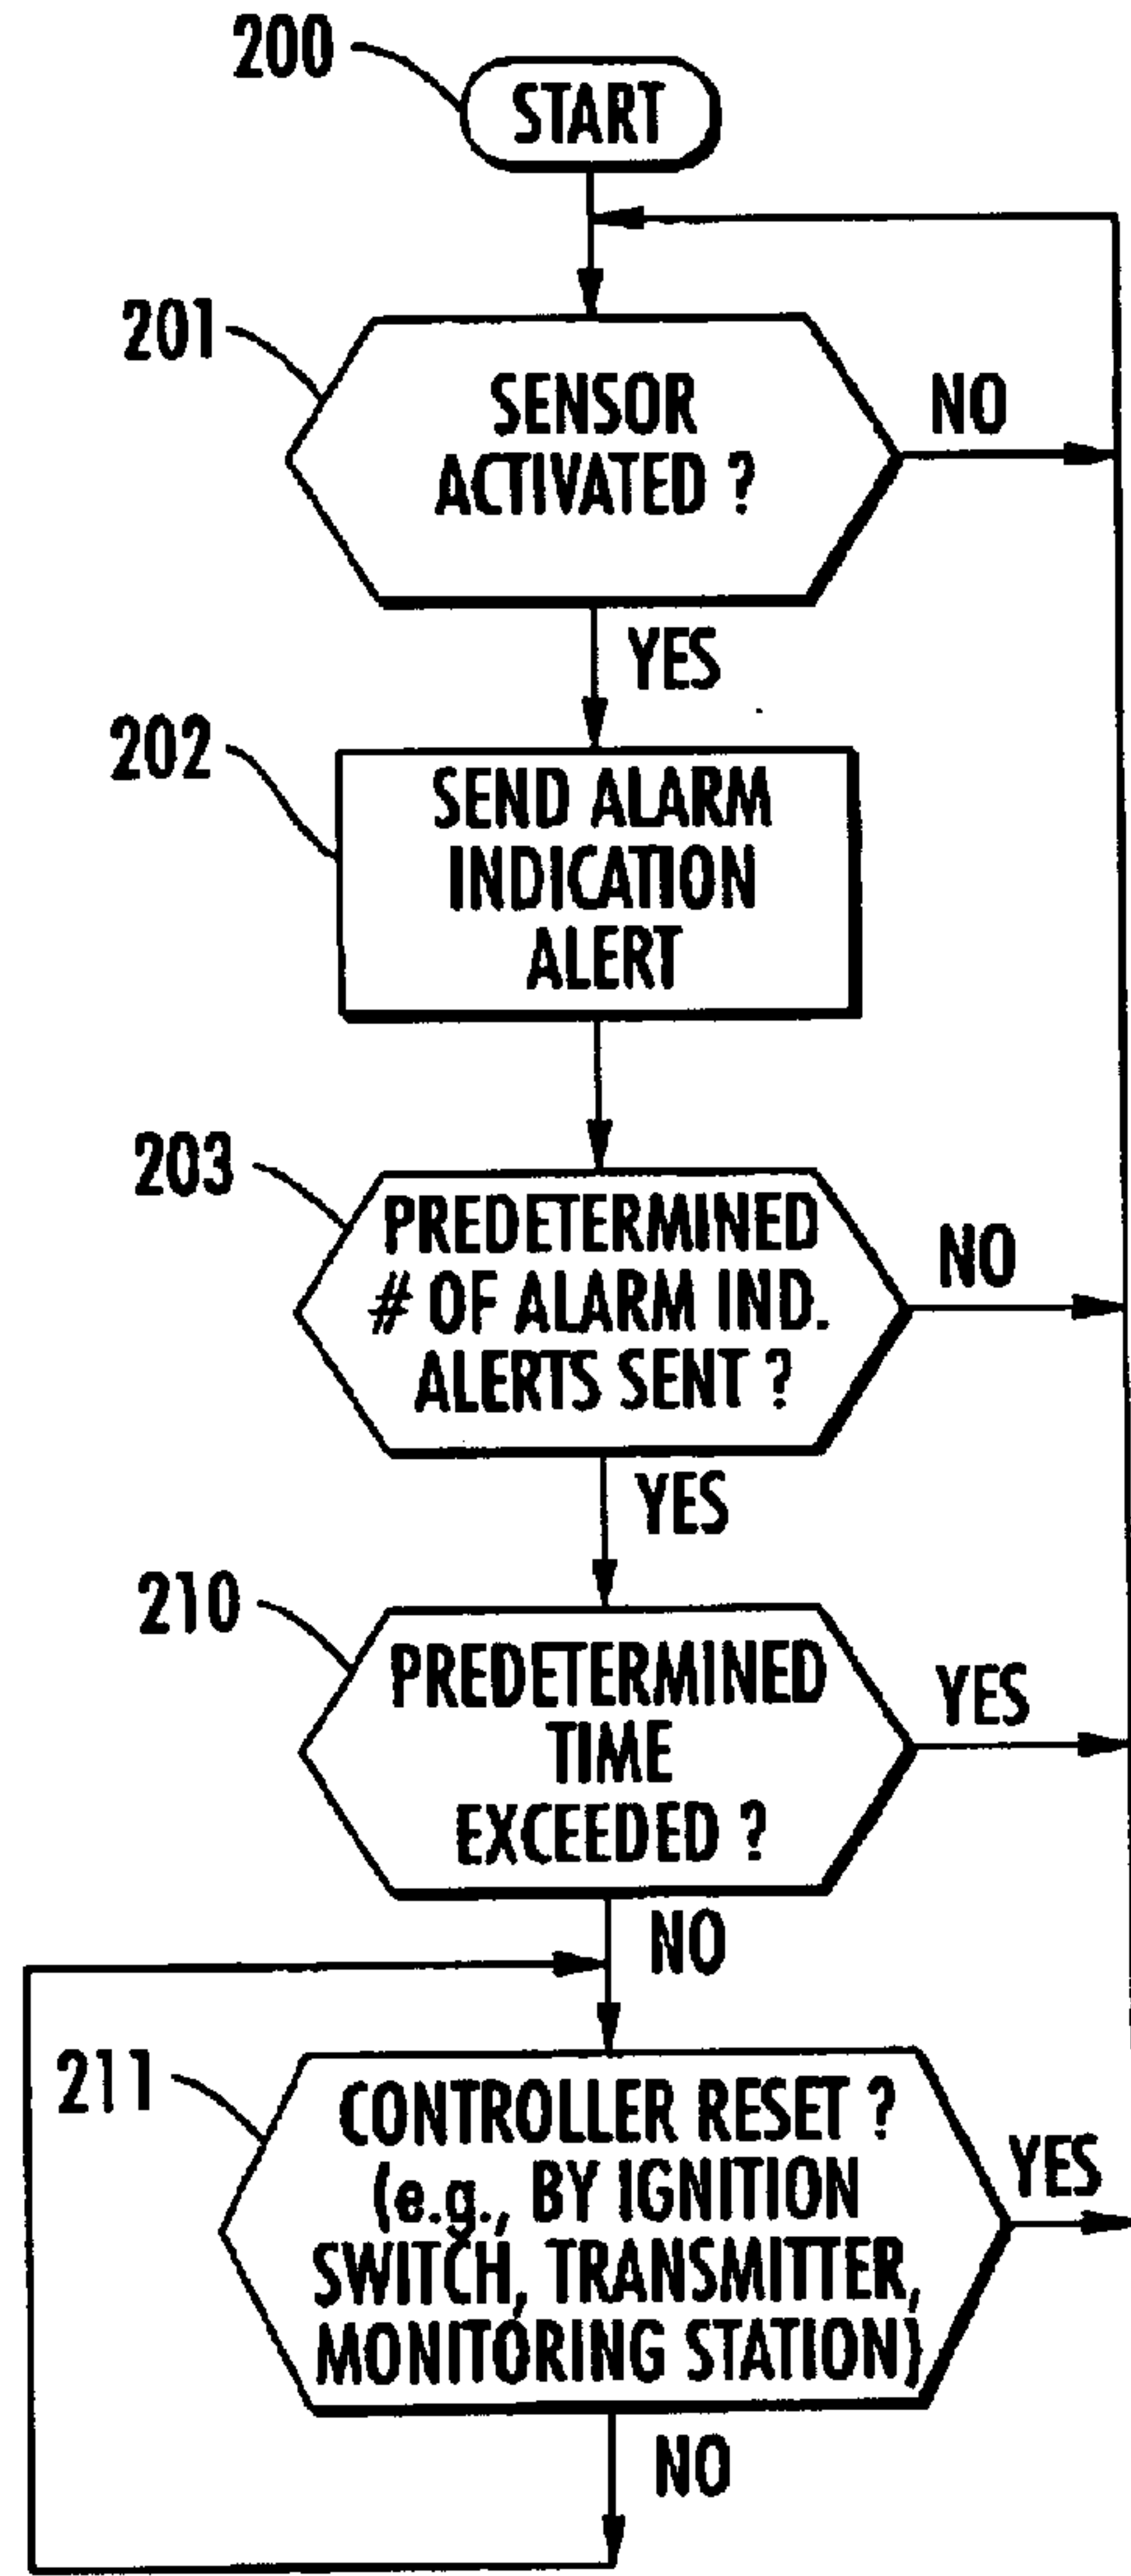 200
START
201
SENSOR
ACTIVATED ?
NO
YES
202
SEND ALARM
INDICATION
ALERT
203
PREDETERMINED
# OF ALARM IND.
ALERTS SENT ?
NO
YES
210
PREDETERMINED
TIME
EXCEEDED ?
YES
NO
211
CONTROLLER RESET ?
(e.g., BY IGNITION
SWITCH, TRANSMITTER,
MONITORING STATION)
YES
NO